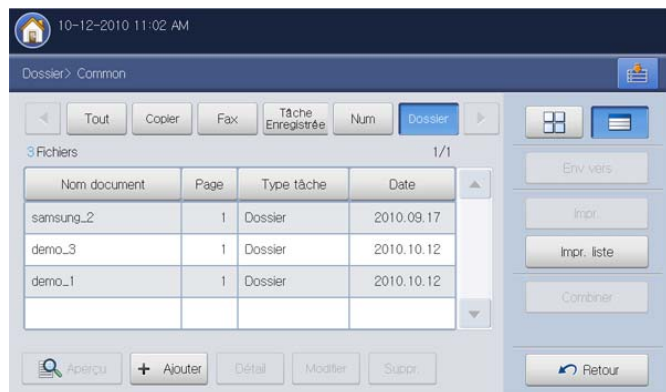 10-12-2010 11:02 AM
Dossier> Common
Tout Copier Fax Tâche Enregistrée Num Dossier
3 Fichiers 1/1
Nom document Page Type tâche Date
samsung_2 1 Dossier 2010.09.17
demo_3 1 Dossier 2010.10.12
demo_1 1 Dossier 2010.10.12
Env vers
Impr.
Impr. liste
Combiner
Aperçu + Ajouter Détail Modifier Suppr.
Retour